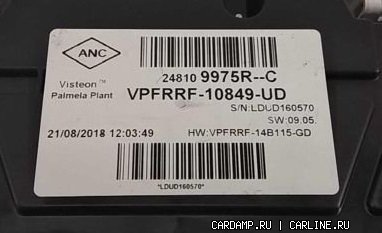 ANC
Visteon™
Palmela Plant
24810 9975R--C
VPFRRF-10849-UD
S/N:LDUD160570
SW:09.05.
21/08/2018 12:03:49
HW:VPFRRF-14B115-GD
*LDUD160570*
CARDAMP.RU | CARLINE.RU